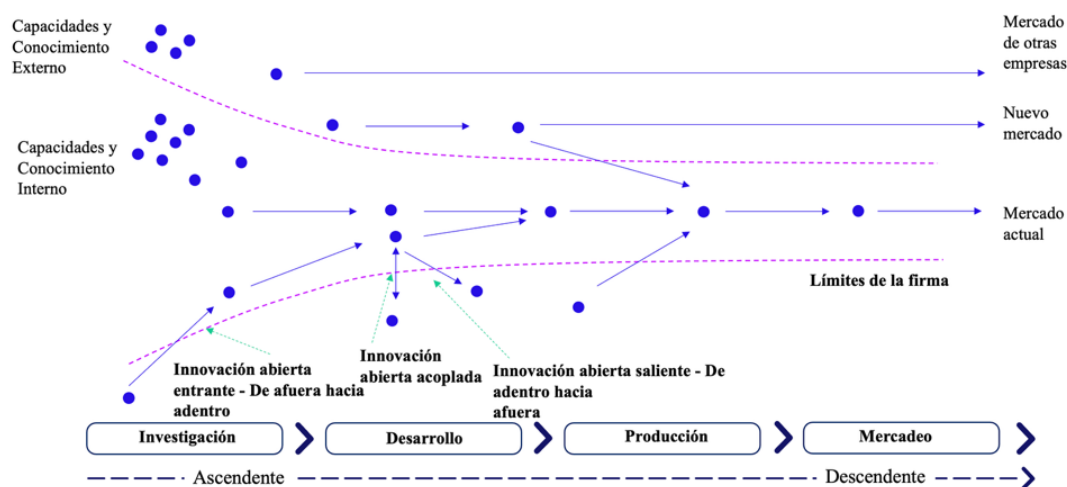 Capacidades y
Conocimiento
Externo
Mercado
de otras
empresas
Nuevo
mercado
Capacidades y
Conocimiento
Interno
Mercado
actual
Límites de la firma
Innovación abierta
entrante - De afuera hacia
adentro
Innovación
abierta acoplada
Innovación abierta saliente - De
adentro hacia
afuera
Investigación
Desarrollo
Producción
Mercadeo
Ascendente
Descendente